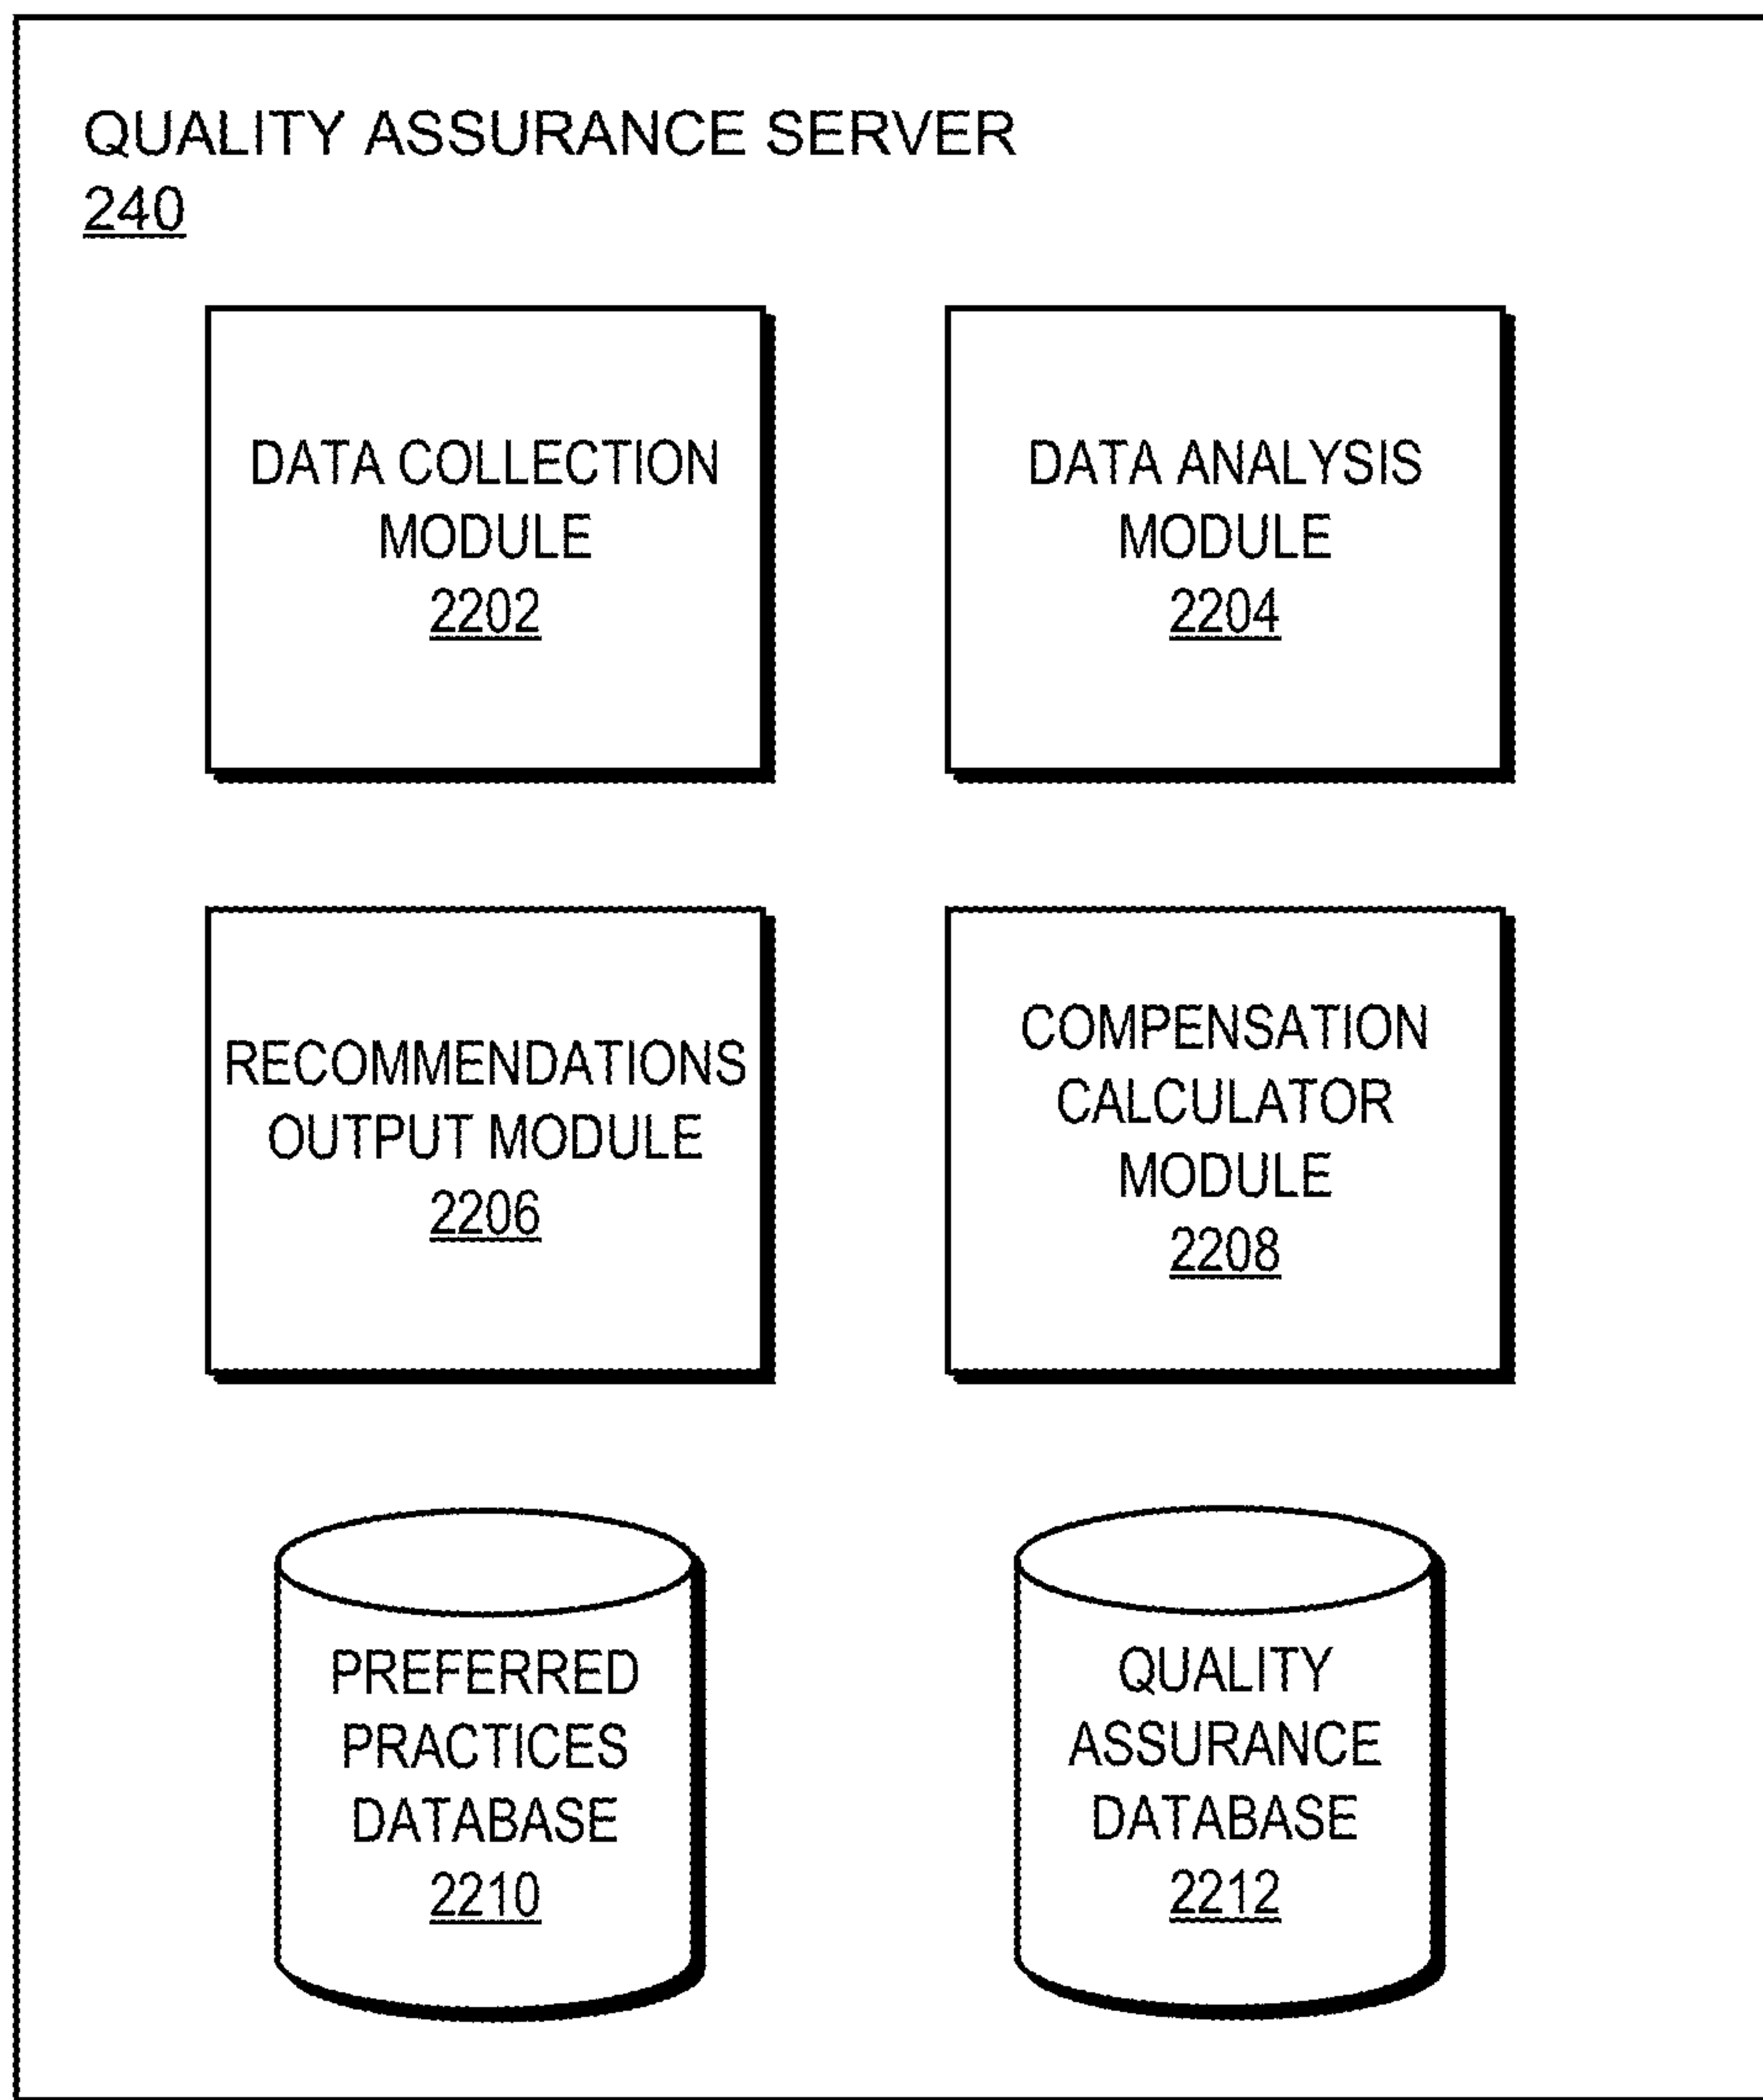 QUALITY ASSURANCE SERVER
240
DATA COLLECTION
MODULE
2202
DATA ANALYSIS
MODULE
2204
RECOMMENDATIONS
OUTPUT MODULE
2206
COMPENSATION
CALCULATOR
MODULE
2208
PREFERRED
PRACTICES
DATABASE
2210
QUALITY
ASSURANCE
DATABASE
2212